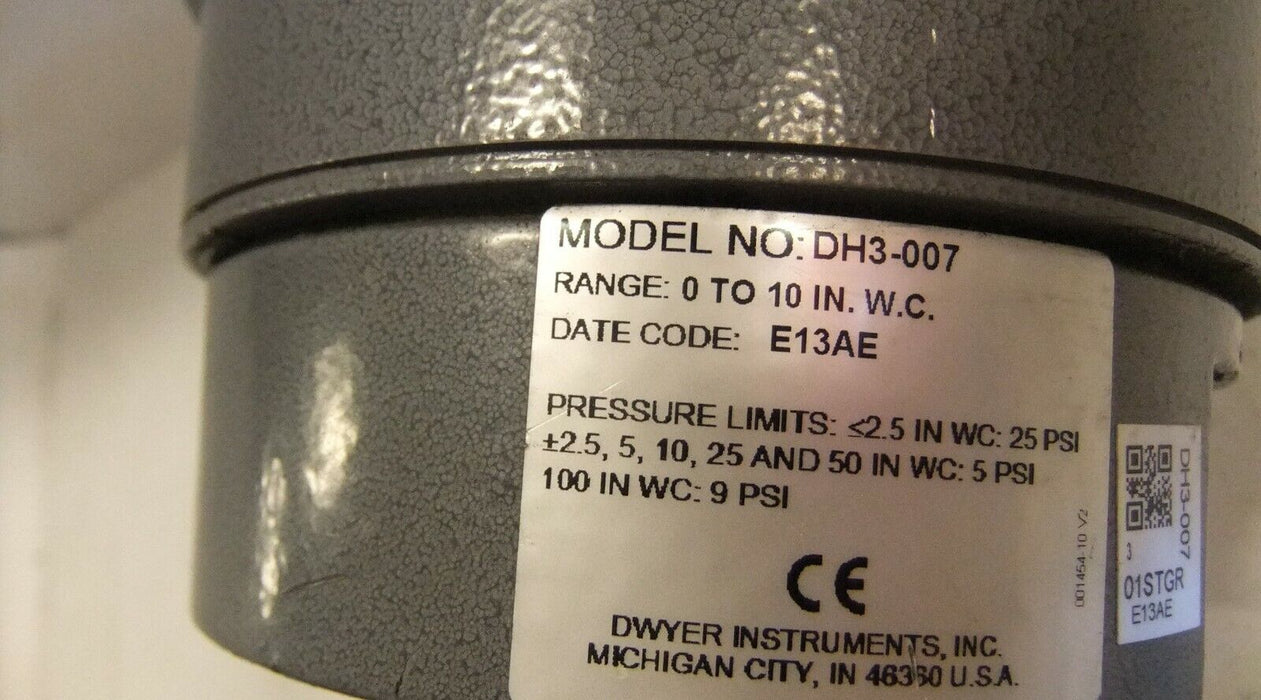 MODEL NO: DH3-007
RANGE: 0 TO 10 IN. W.C.
DATE CODE: E13AE
PRESSURE LIMITS: ≤2.5 IN WC: 25 PSI
±2.5, 5, 10, 25 AND 50 IN WC: 5 PSI
100 IN WC: 9 PSI
CE
DWYER INSTRUMENTS, INC.
MICHIGAN CITY, IN 46360 U.S.A.
001454-10 V2
DH3-007
3
01STGR
E13AE